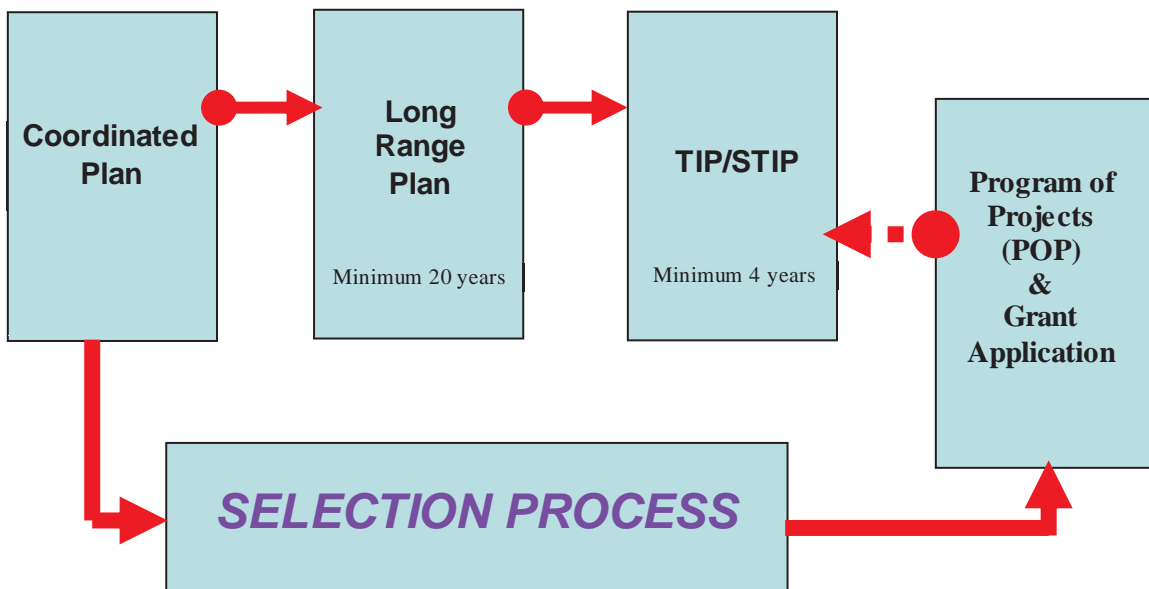 Coordinated
Plan
Long
Range
Plan
Minimum 20 years
TIP/STIP
Minimum 4 years
Program of
Projects
(POP)
&
Grant
Application
SELECTION PROCESS